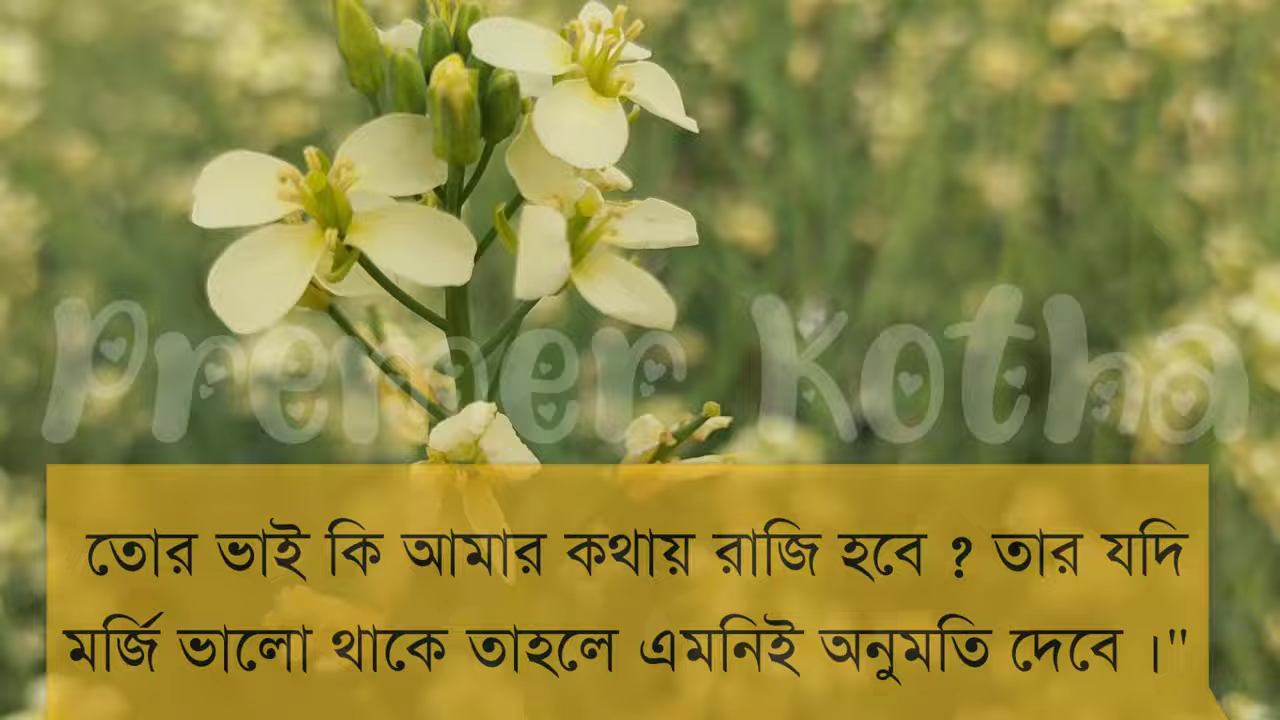 Premer Kotha
তোর ভাই কি আমার কথায় রাজি হবে ? তার যদি
মর্জি ভালো থাকে তাহলে এমনিই অনুমতি দেবে ।"